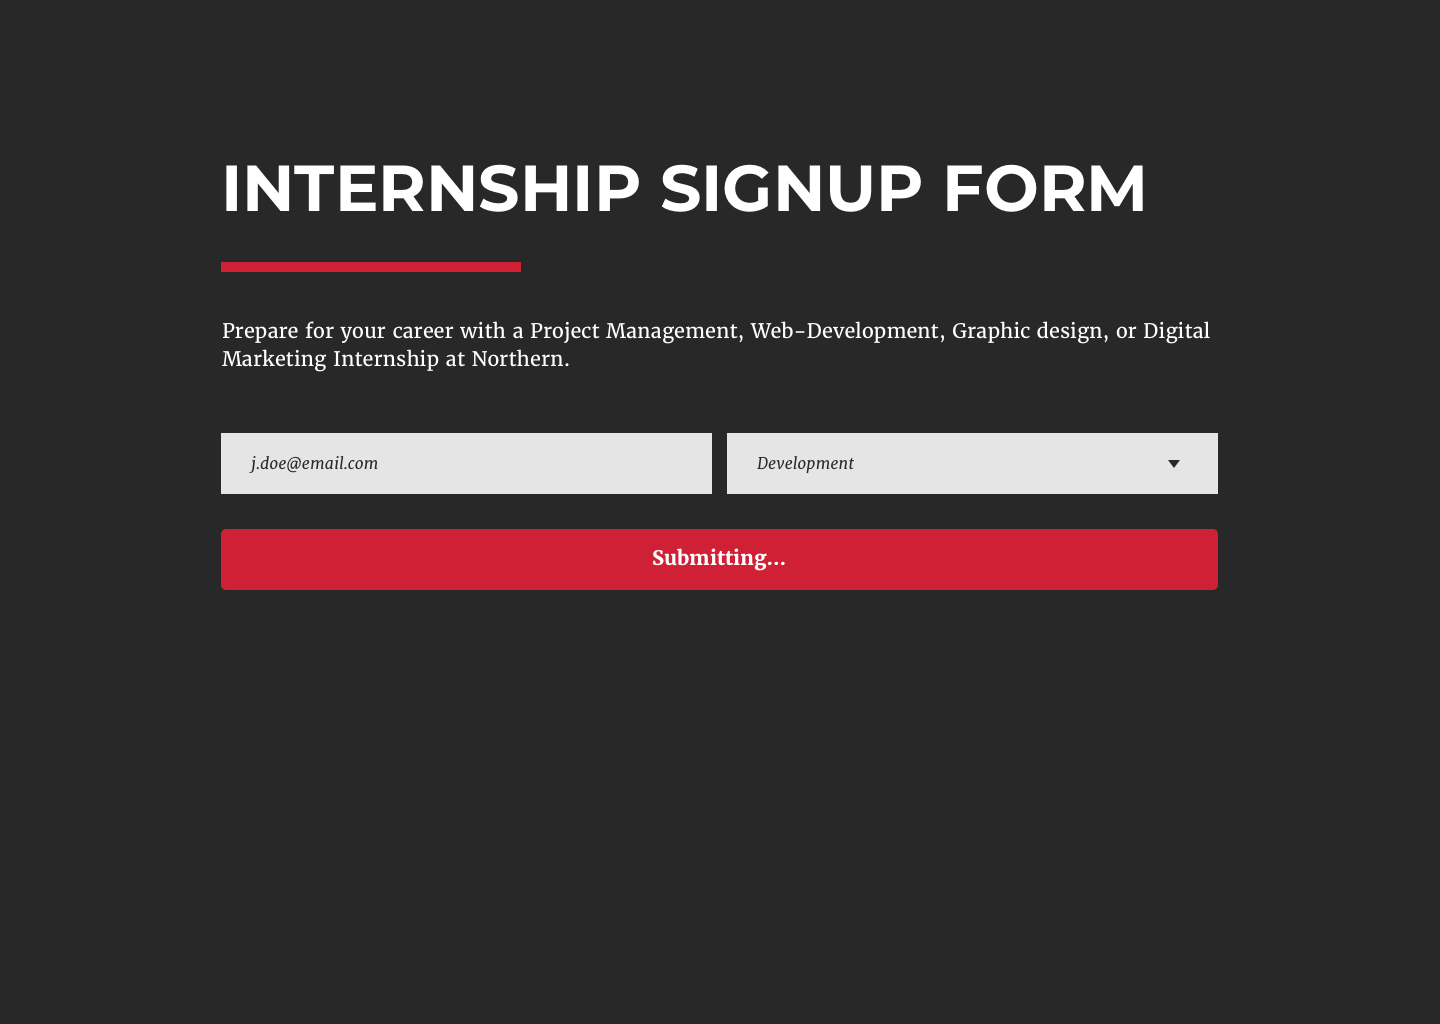 INTERNSHIP SIGNUP FORM
Prepare for your career with a Project Management, Web-Development, Graphic design, or Digital
Marketing Internship at Northern.
j.doe@email.com
Development
Submitting...